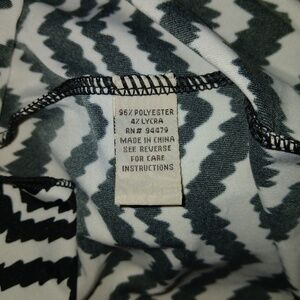 96% POLYESTER
4% LYCRA
RN# 94479
MADE IN CHINA
SEE REVERSE
FOR CARE
INSTRUCTIONS